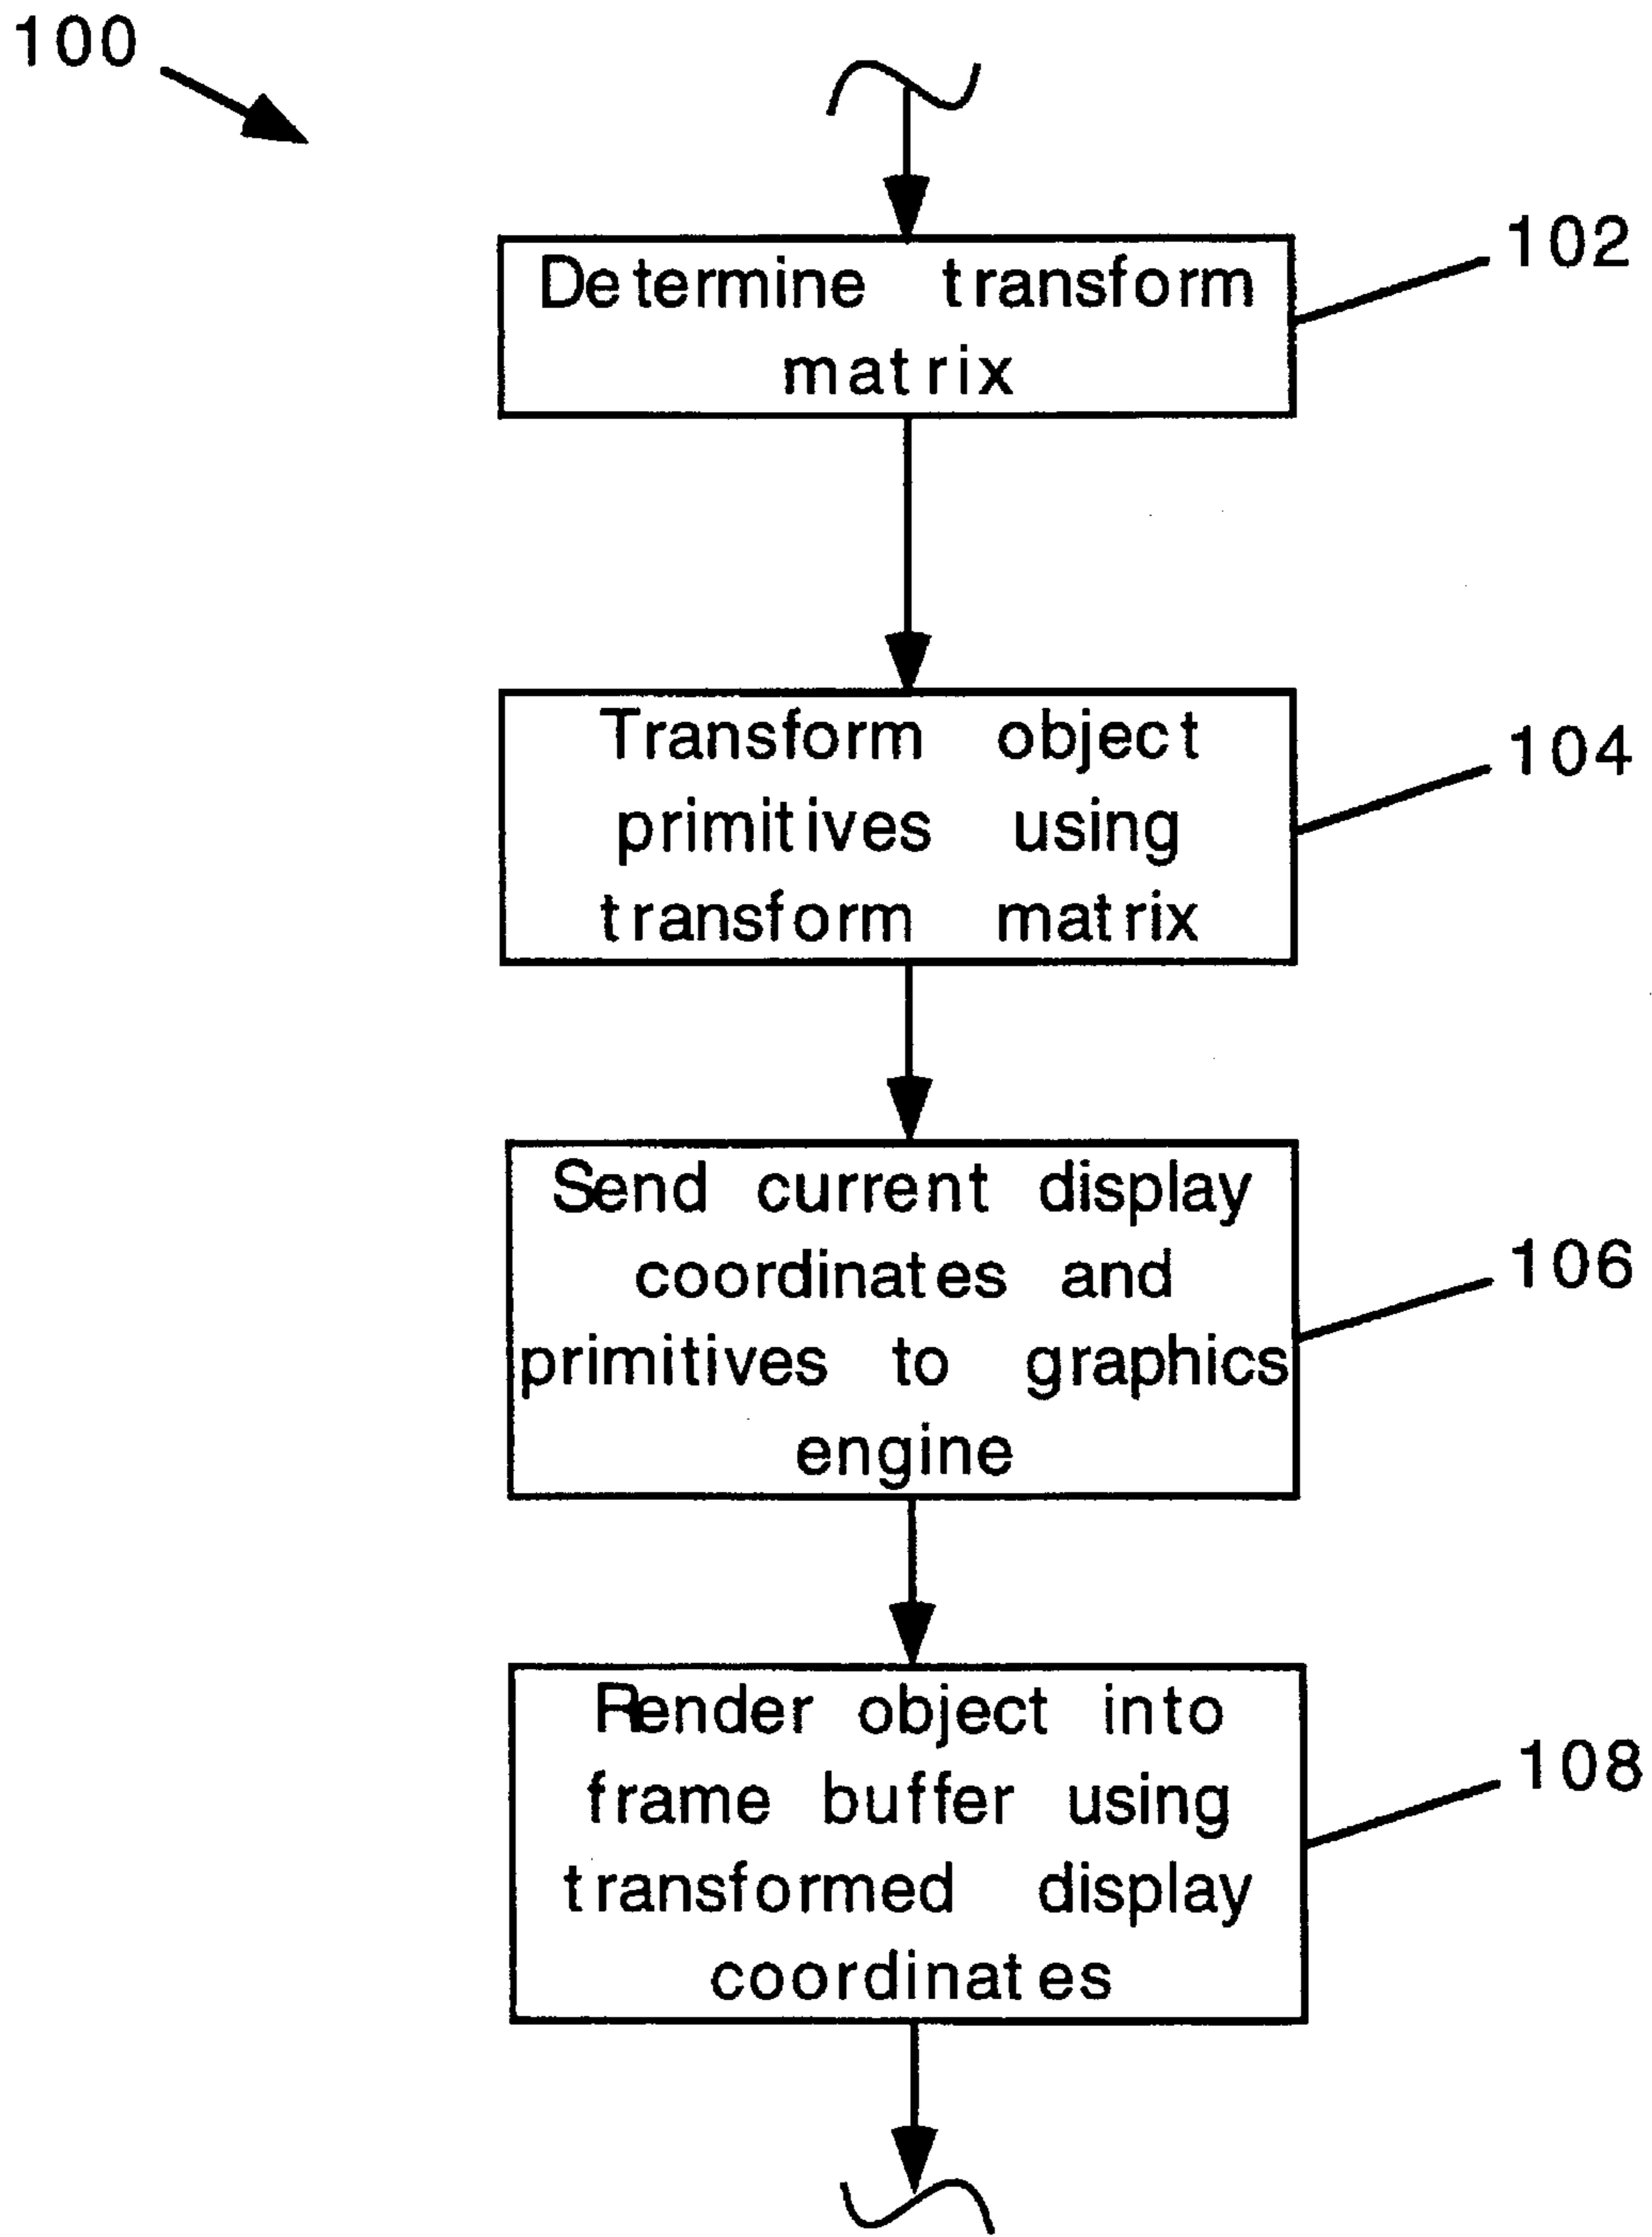 100
102
Determine transform
matrix
104
Transform object
primitives using
transform matrix
106
Send current display
coordinates and
primitives to graphics
engine
108
Render object into
frame buffer using
transformed display
coordinates